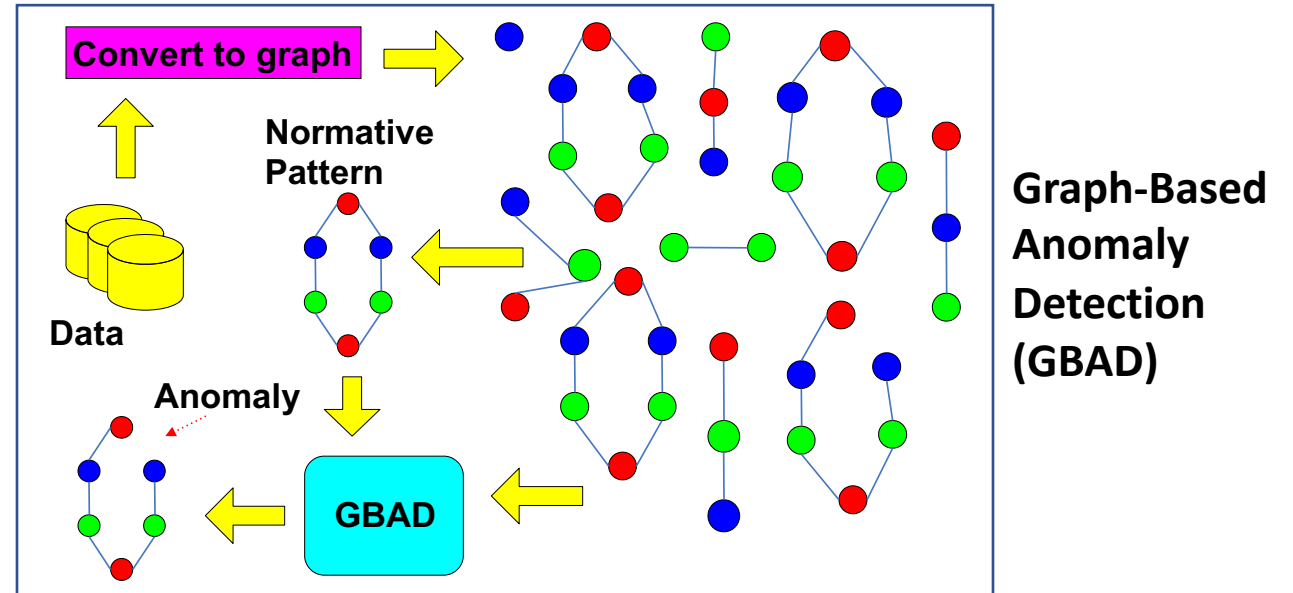 Convert to graph
Normative
Pattern
Data
Anomaly
GBAD
Graph-Based
Anomaly
Detection
(GBAD)